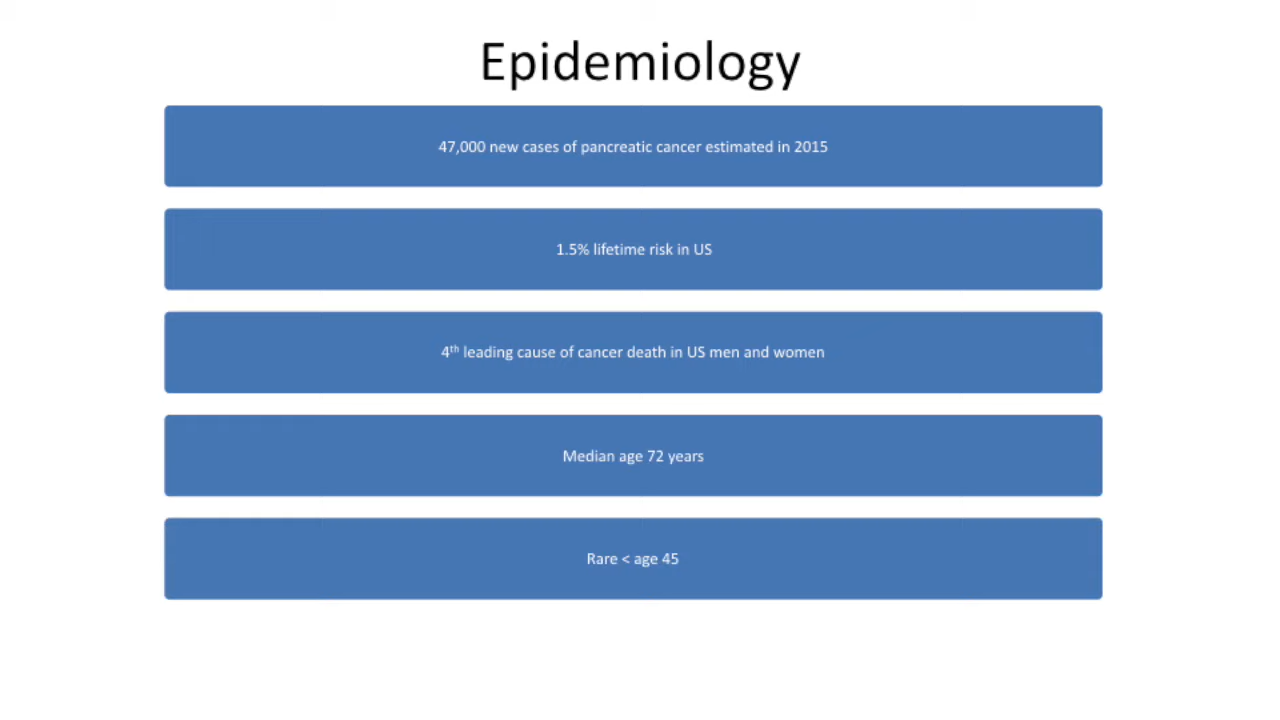 Epidemiology
47,000 new cases of pancreatic cancer estimated in 2015
1.5% lifetime risk in US
4th leading cause of cancer death in US men and women
Median age 72 years
Rare < age 45